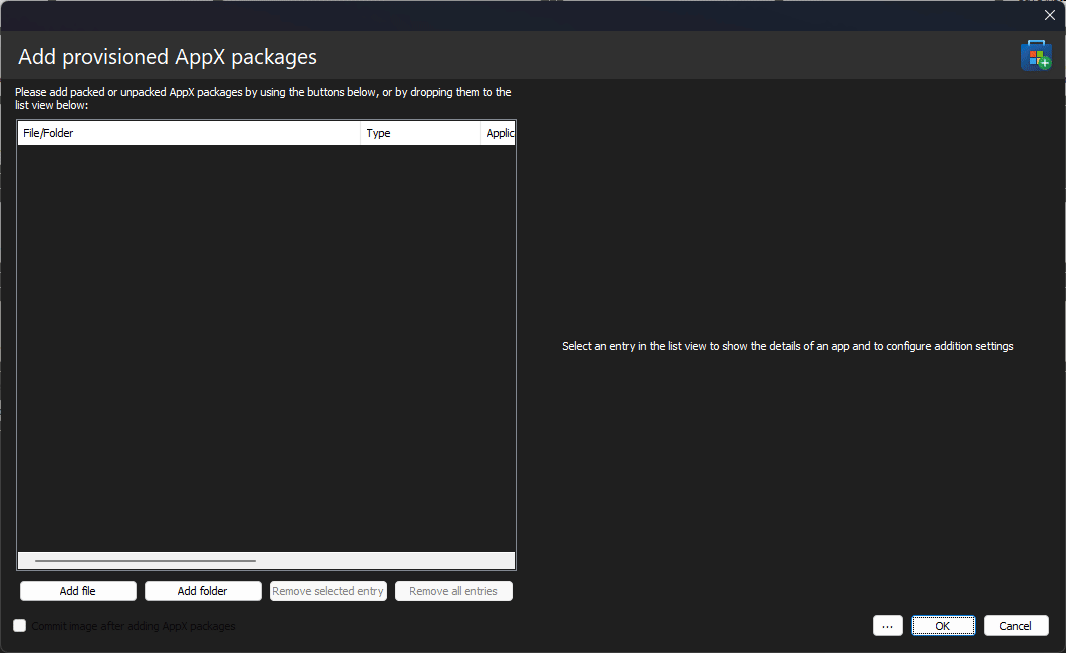 Add provisioned AppX packages
Please add packed or unpacked AppX packages by using the buttons below, or by dropping them to the
list view below:
File/Folder Type Applic
Select an entry in the list view to show the details of an app and to configure addition settings
Add file Add folder Remove selected entry Remove all entries
Commit image after adding AppX packages
... OK Cancel